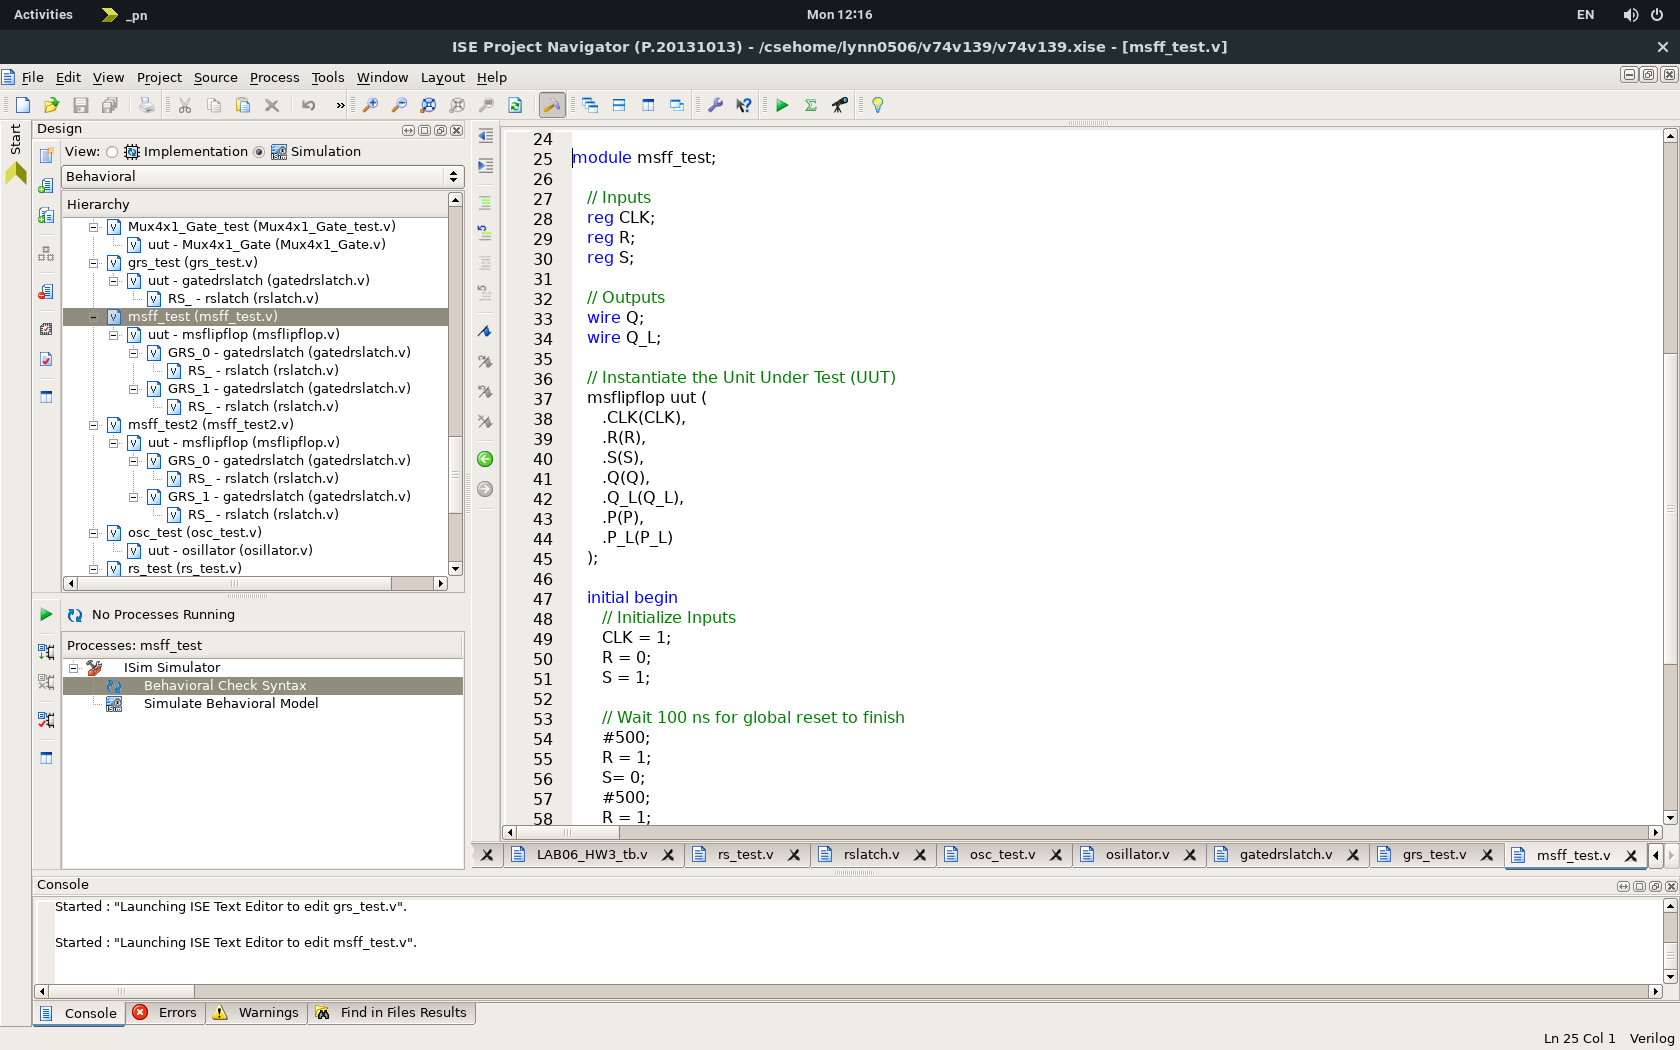 Activities
_pn
Mon 12:16
EN
ISE Project Navigator (P.20131013) - /csehome/lynn0506/v74v139/v74v139.xise - [msff_test.v]
File Edit View Project Source Process Tools Window Layout Help
»
Start
Design
View: Implementation Simulation
Behavioral
Hierarchy
Mux4x1_Gate_test (Mux4x1_Gate_test.v)
uut - Mux4x1_Gate (Mux4x1_Gate.v)
grs_test (grs_test.v)
uut - gatedrslatch (gatedrslatch.v)
RS_ - rslatch (rslatch.v)
msff_test (msff_test.v)
uut - msflipflop (msflipflop.v)
GRS_0 - gatedrslatch (gatedrslatch.v)
RS_ - rslatch (rslatch.v)
GRS_1 - gatedrslatch (gatedrslatch.v)
RS_ - rslatch (rslatch.v)
msff_test2 (msff_test2.v)
uut - msflipflop (msflipflop.v)
GRS_0 - gatedrslatch (gatedrslatch.v)
RS_ - rslatch (rslatch.v)
GRS_1 - gatedrslatch (gatedrslatch.v)
RS_ - rslatch (rslatch.v)
osc_test (osc_test.v)
uut - osillator (osillator.v)
rs_test (rs_test.v)
No Processes Running
Processes: msff_test
ISim Simulator
Behavioral Check Syntax
Simulate Behavioral Model
24
25 module msff_test;
26
27 // Inputs
28 reg CLK;
29 reg R;
30 reg S;
31
32 // Outputs
33 wire Q;
34 wire Q_L;
35
36 // Instantiate the Unit Under Test (UUT)
37 msflipflop uut (
38 .CLK(CLK),
39 .R(R),
40 .S(S),
41 .Q(Q),
42 .Q_L(Q_L),
43 .P(P),
44 .P_L(P_L)
45 );
46
47 initial begin
48 // Initialize Inputs
49 CLK = 1;
50 R = 0;
51 S = 1;
52
53 // Wait 100 ns for global reset to finish
54 #500;
55 R = 1;
56 S= 0;
57 #500;
58 R = 1;
LAB06_HW3_tb.v rs_test.v rslatch.v osc_test.v osillator.v gatedrslatch.v grs_test.v msff_test.v
Console
Started : "Launching ISE Text Editor to edit grs_test.v".
Started : "Launching ISE Text Editor to edit msff_test.v".
Console Errors Warnings Find in Files Results
Ln 25 Col 1 Verilog